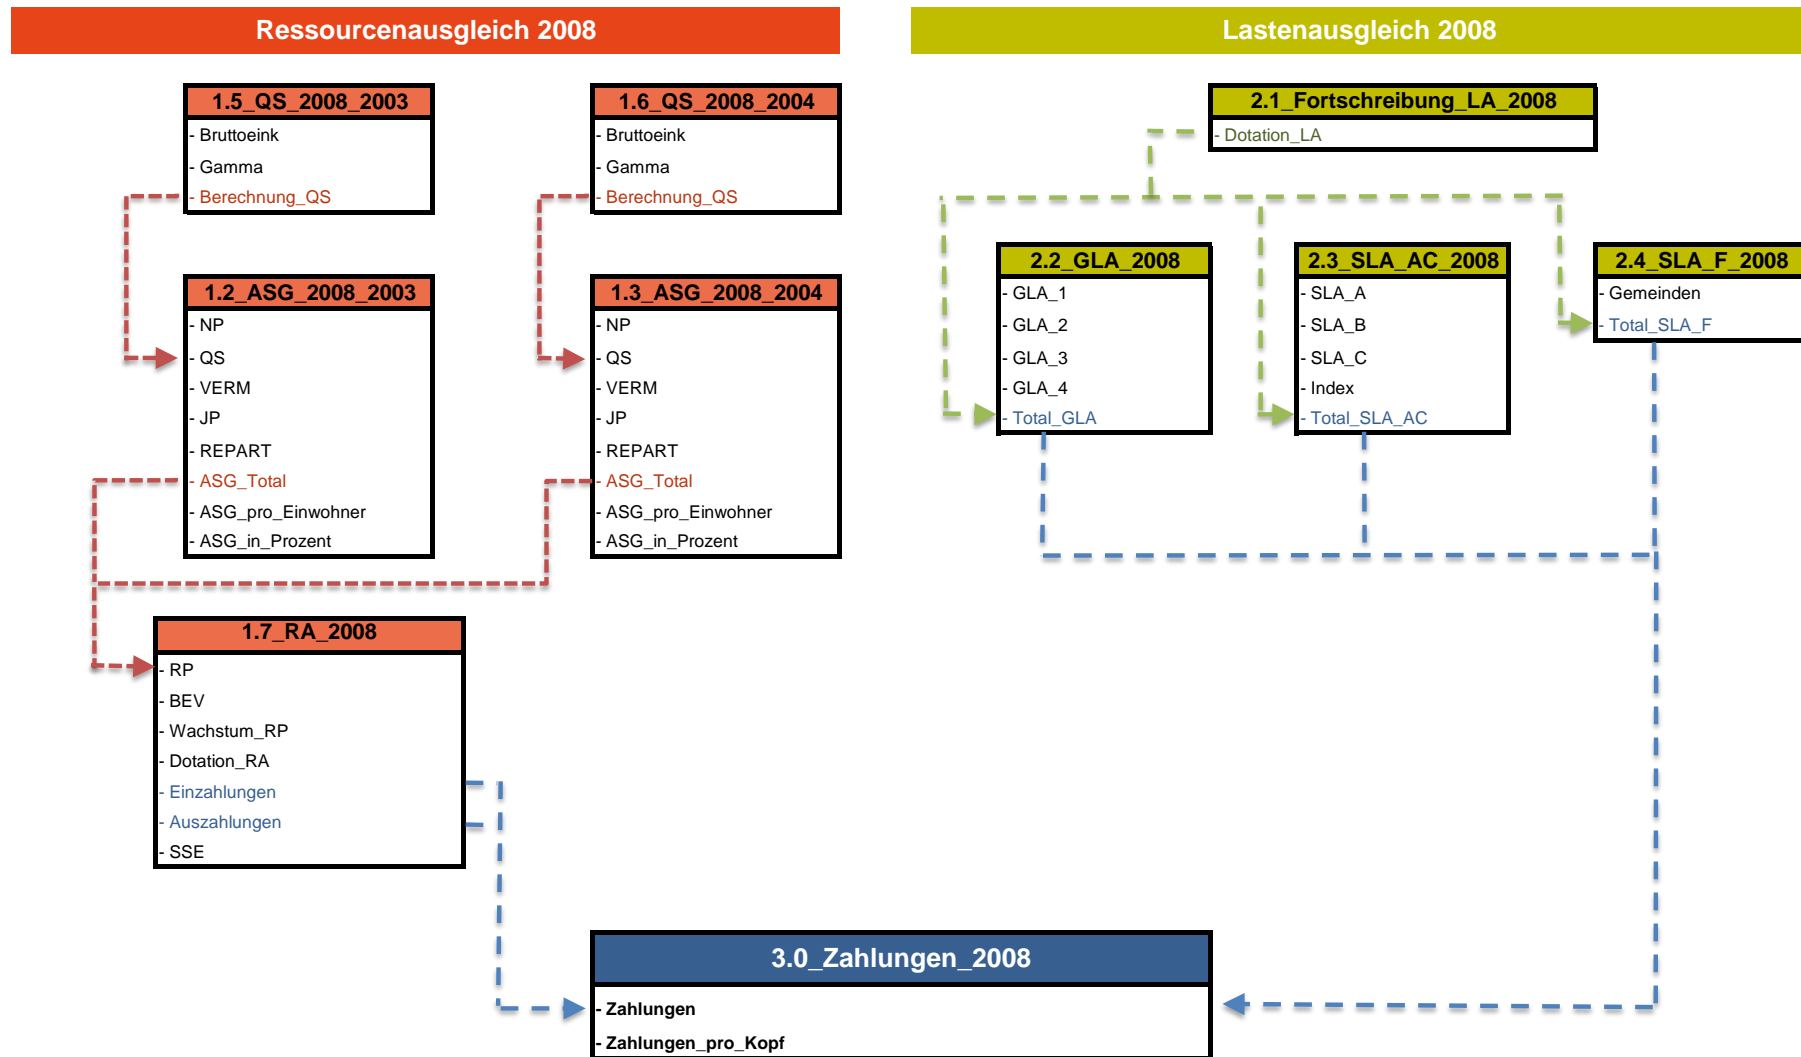 Ressourcenausgleich 2008
Lastenausgleich 2008
1.5_QS_2008_2003
- Bruttoeink
- Gamma
- Berechnung_QS
1.6_QS_2008_2004
- Bruttoeink
- Gamma
- Berechnung_QS
2.1_Fortschreibung_LA_2008
- Dotation_LA
1.2_ASG_2008_2003
- NP
- QS
- VERM
- JP
- REPART
- ASG_Total
- ASG_pro_Einwohner
- ASG_in_Prozent
1.3_ASG_2008_2004
- NP
- QS
- VERM
- JP
- REPART
- ASG_Total
- ASG_pro_Einwohner
- ASG_in_Prozent
2.2_GLA_2008
- GLA_1
- GLA_2
- GLA_3
- GLA_4
- Total_GLA
2.3_SLA_AC_2008
- SLA_A
- SLA_B
- SLA_C
- Index
- Total_SLA_AC
2.4_SLA_F_2008
- Gemeinden
- Total_SLA_F
1.7_RA_2008
- RP
- BEV
- Wachstum_RP
- Dotation_RA
- Einzahlungen
- Auszahlungen
- SSE
3.0_Zahlungen_2008
- Zahlungen
- Zahlungen_pro_Kopf